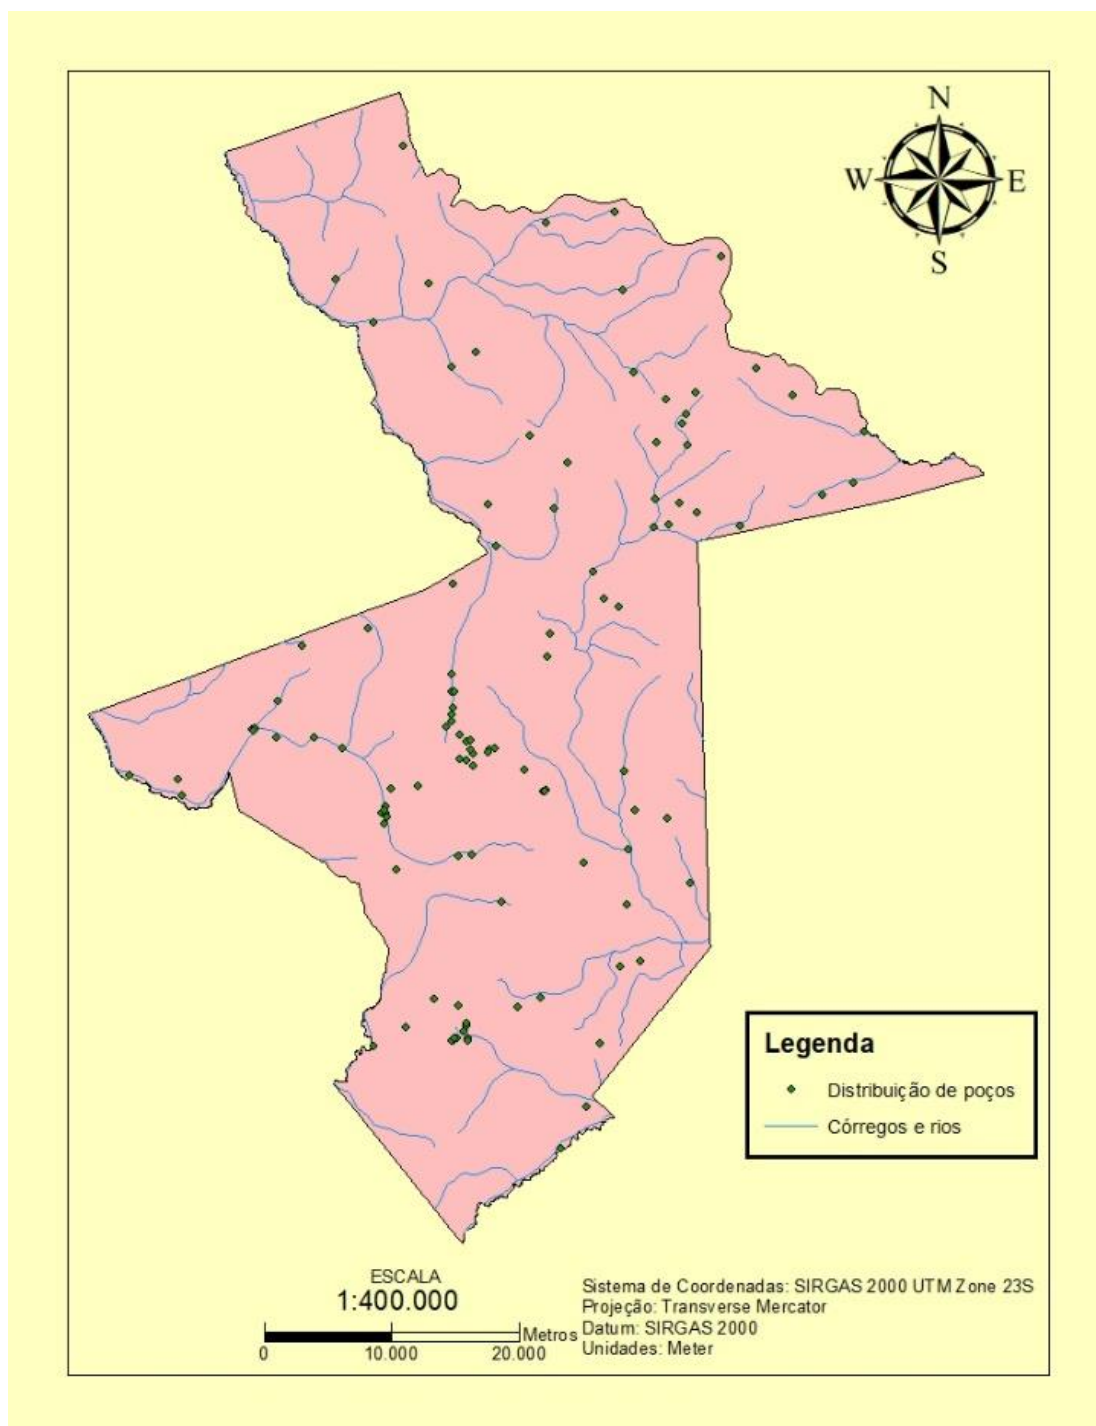 N
W
E
S
Legenda
Distribuição de poços
Córregos e rios
ESCALA
1:400.000
Metros
0 10.000 20.000
Sistema de Coordenadas: SIRGAS 2000 UTM Zone 23S
Projeção: Transverse Mercator
Datum: SIRGAS 2000
Unidades: Meter